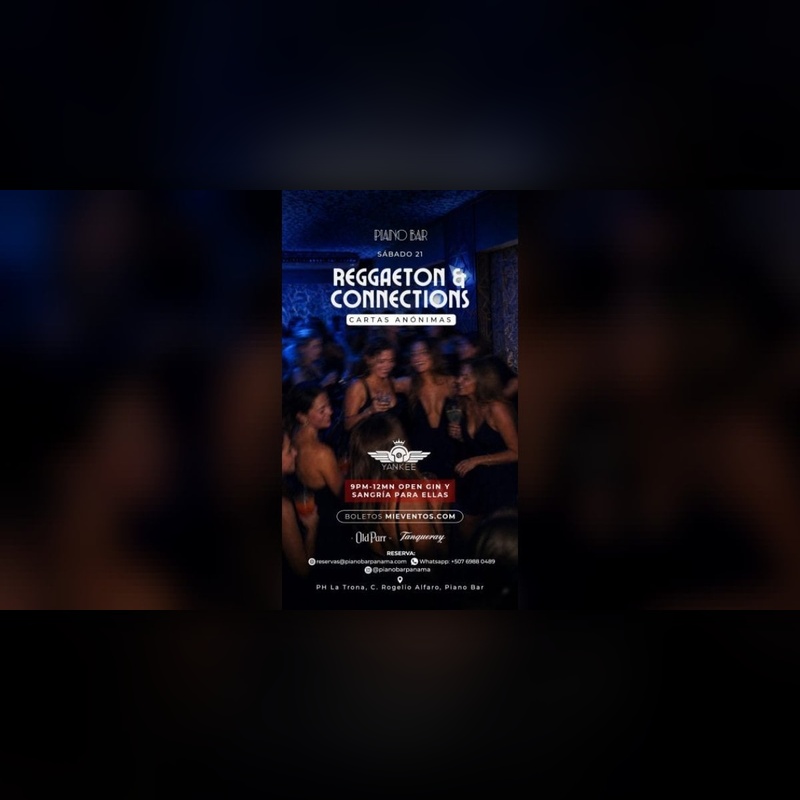 PIANO BAR
SÁBADO 21
REGGAETON &
CONNECTIONS
CARTAS ANÓNIMAS
YANKEE
9PM-12MN OPEN GIN Y
SANGRÍA PARA ELLAS
BOLETOS MIEVENTOS.COM
Old Parr Tanqueray
RESERVA:
reservas@pianobarpanama.com Whatsapp: +507 6988 0489
@pianobarpanama
PH La Trona, C. Rogelio Alfaro, Piano Bar